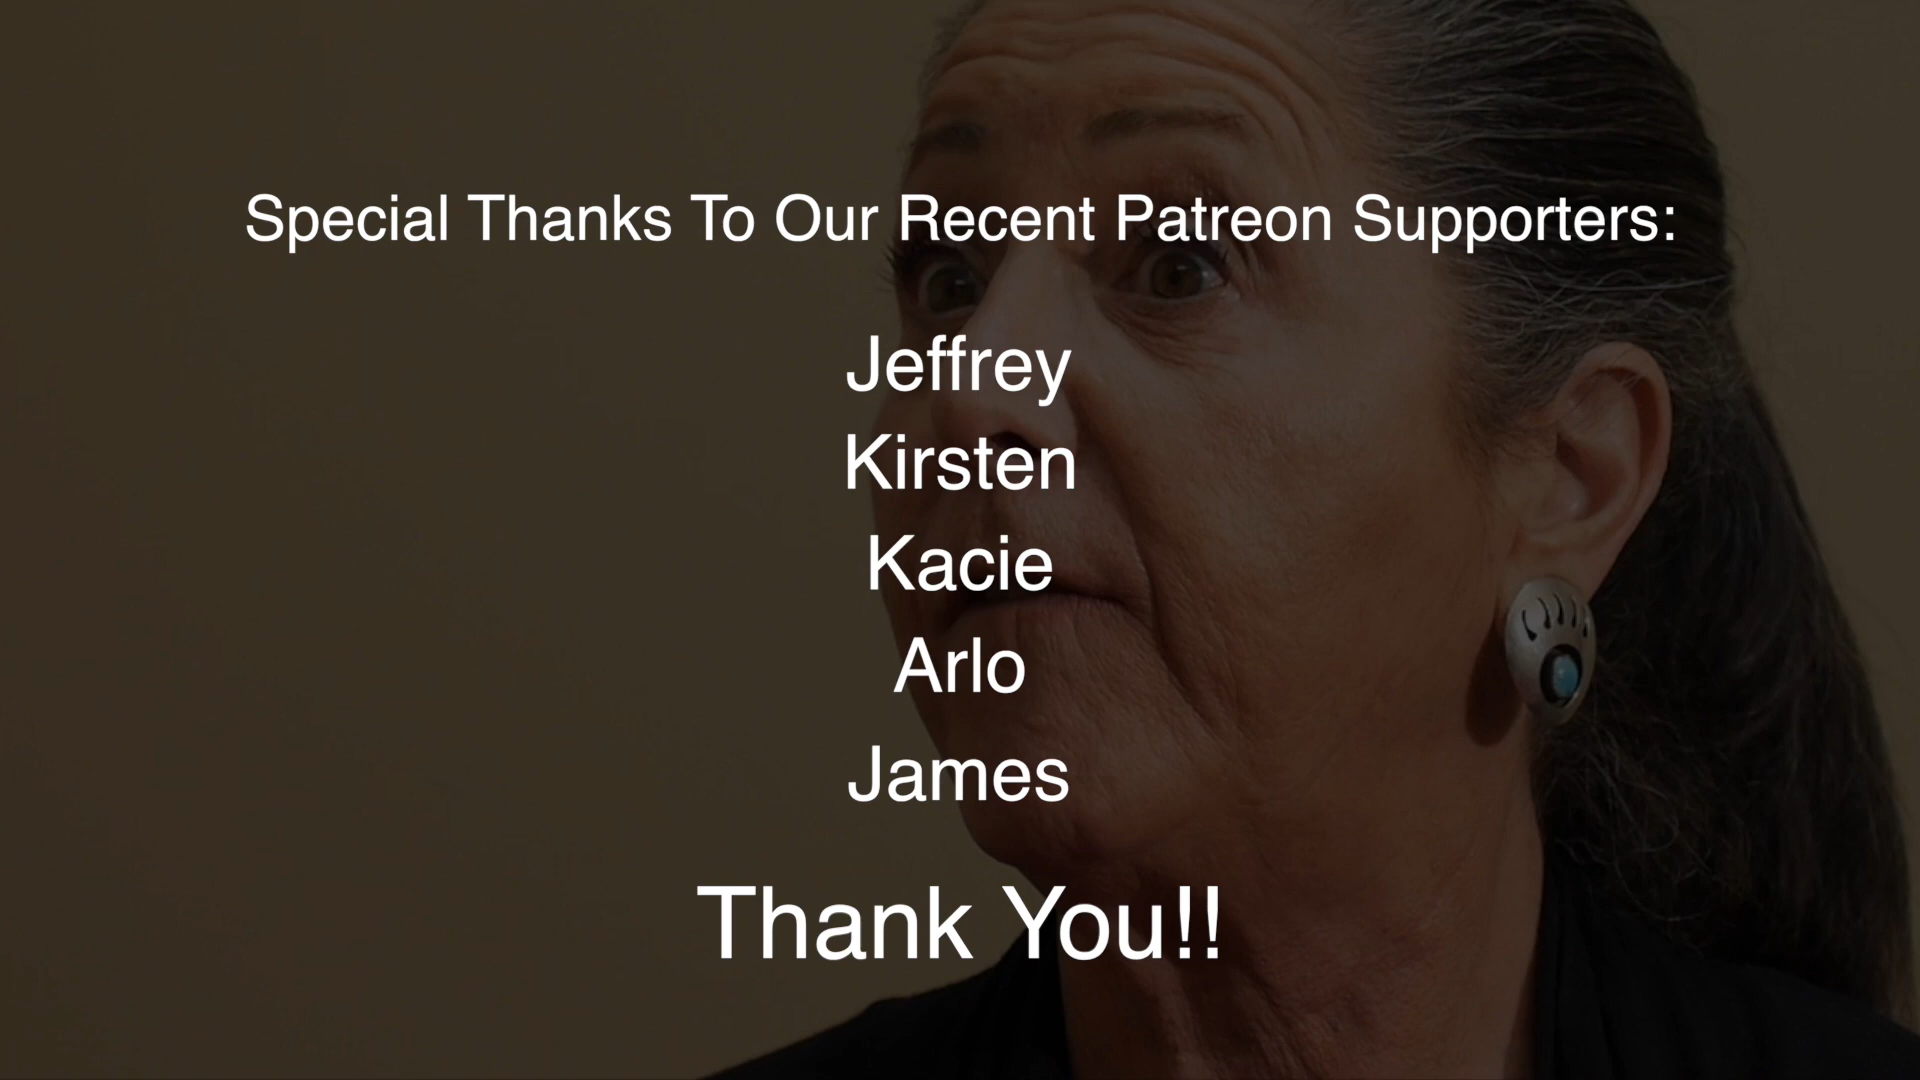 Special Thanks To Our Recent Patreon Supporters:
Jeffrey
Kirsten
Kacie
Arlo
James
Thank You!!